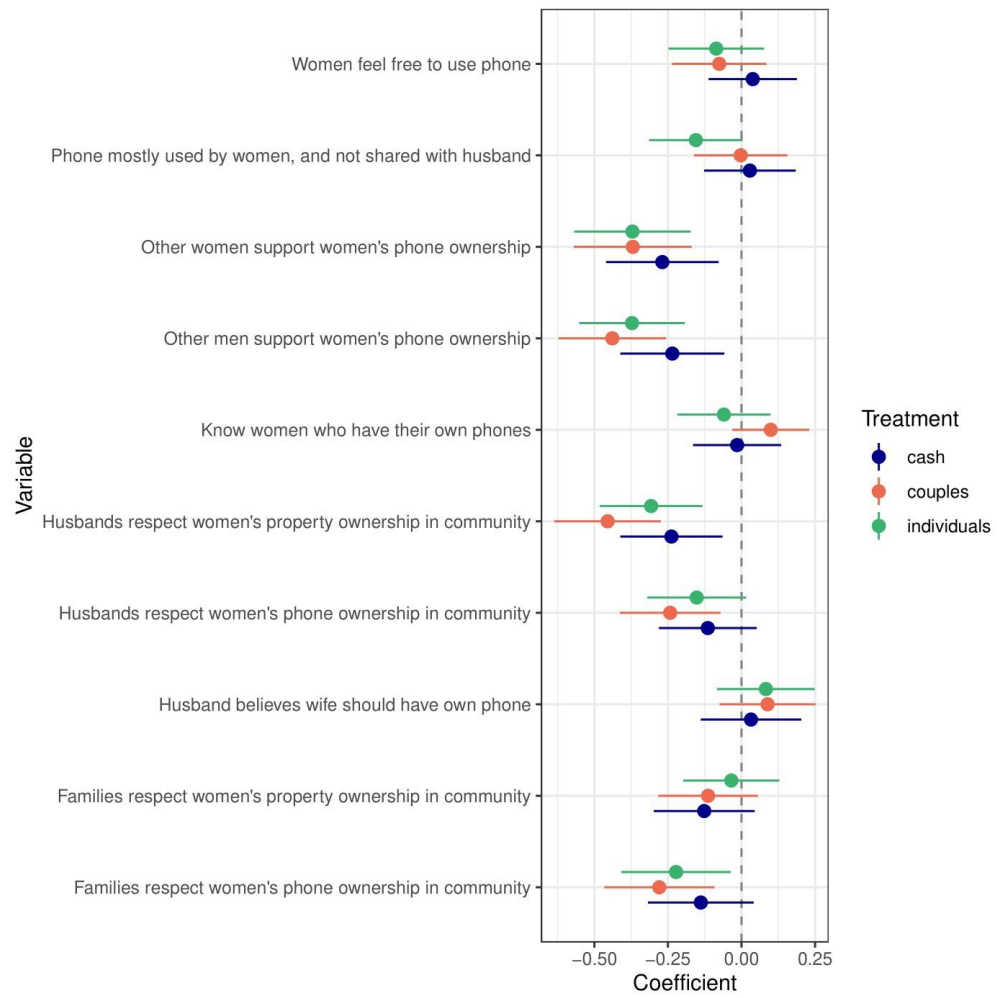 Women feel free to use phone
Phone mostly used by women, and not shared with husband
Other women support women's phone ownership
Other men support women's phone ownership
Know women who have their own phones
Husbands respect women's property ownership in community
Husbands respect women's phone ownership in community
Husband believes wife should have own phone
Families respect women's property ownership in community
Families respect women's phone ownership in community
Variable
−0.50 −0.25 0.00 0.25
Coefficient
Treatment
cash
couples
individuals